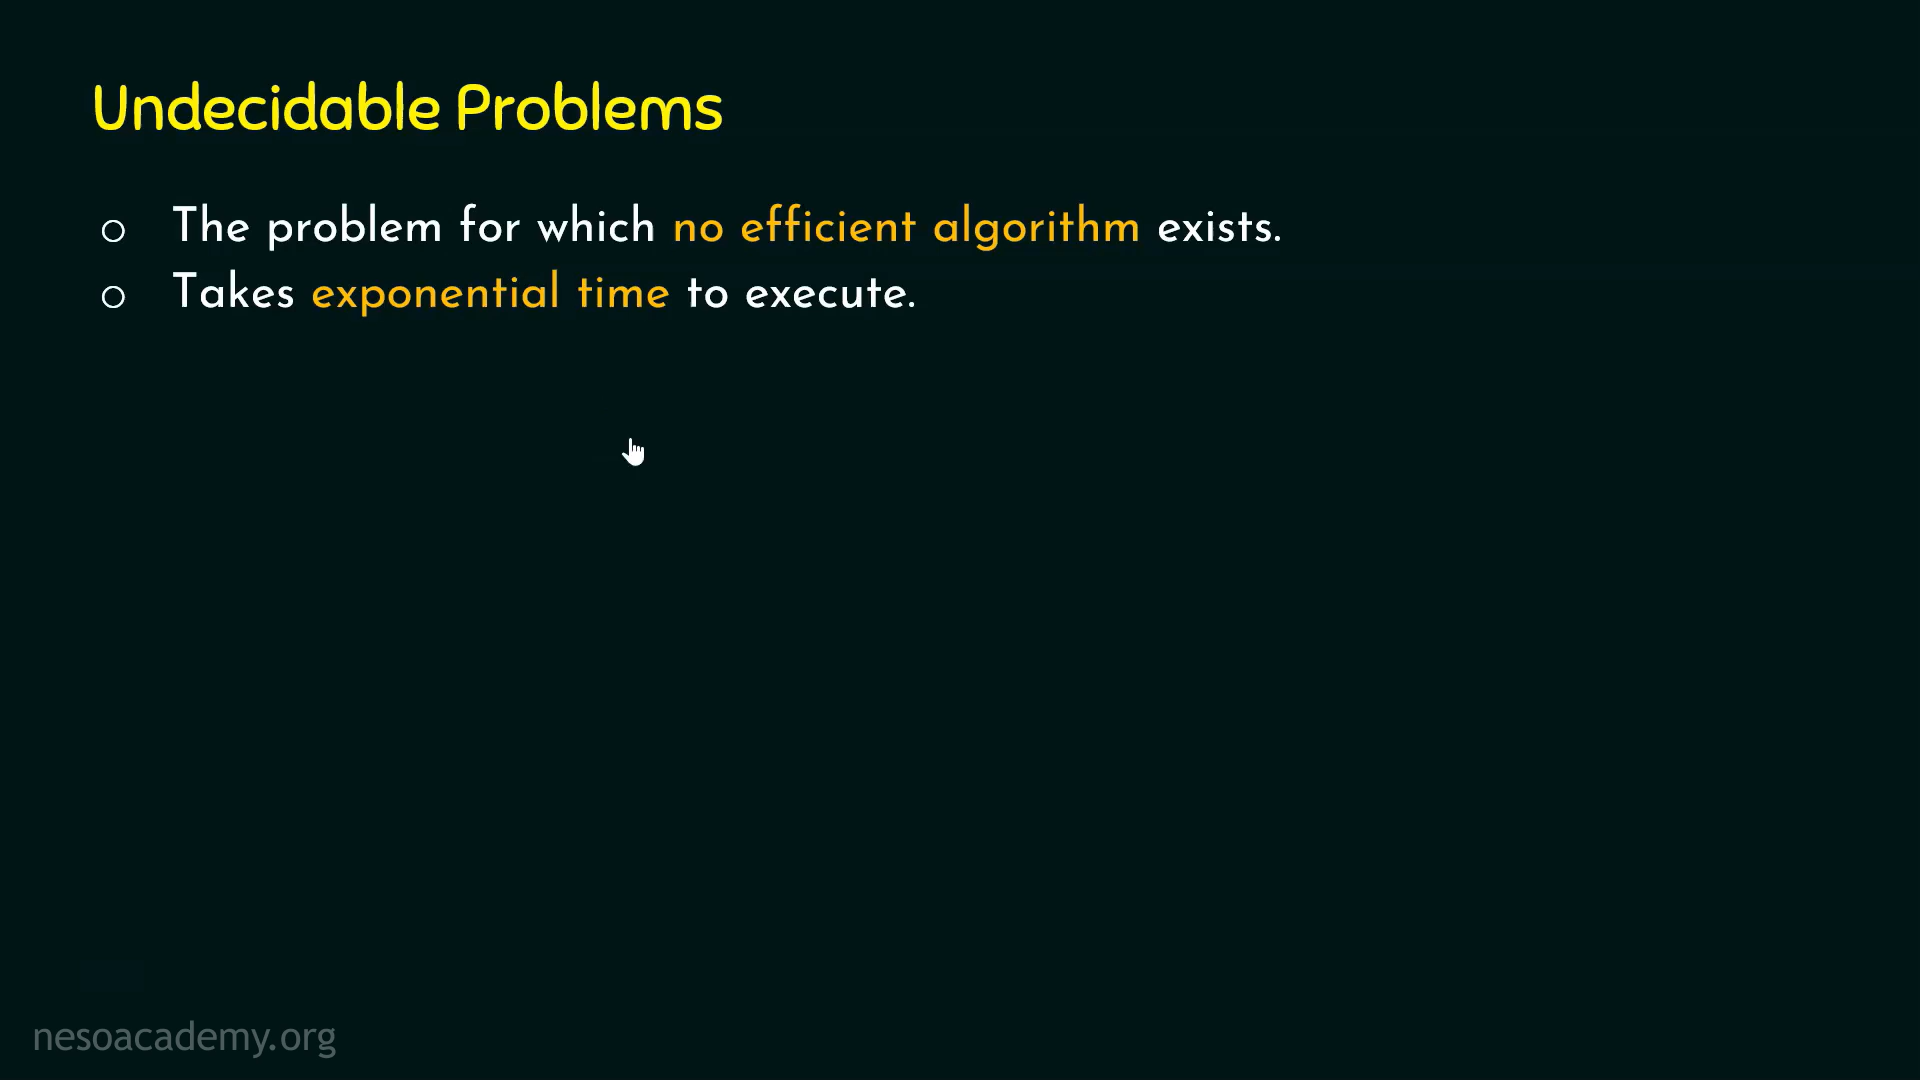 Undecidable Problems
○ The problem for which no efficient algorithm exists.
○ Takes exponential time to execute.
nesoacademy.org